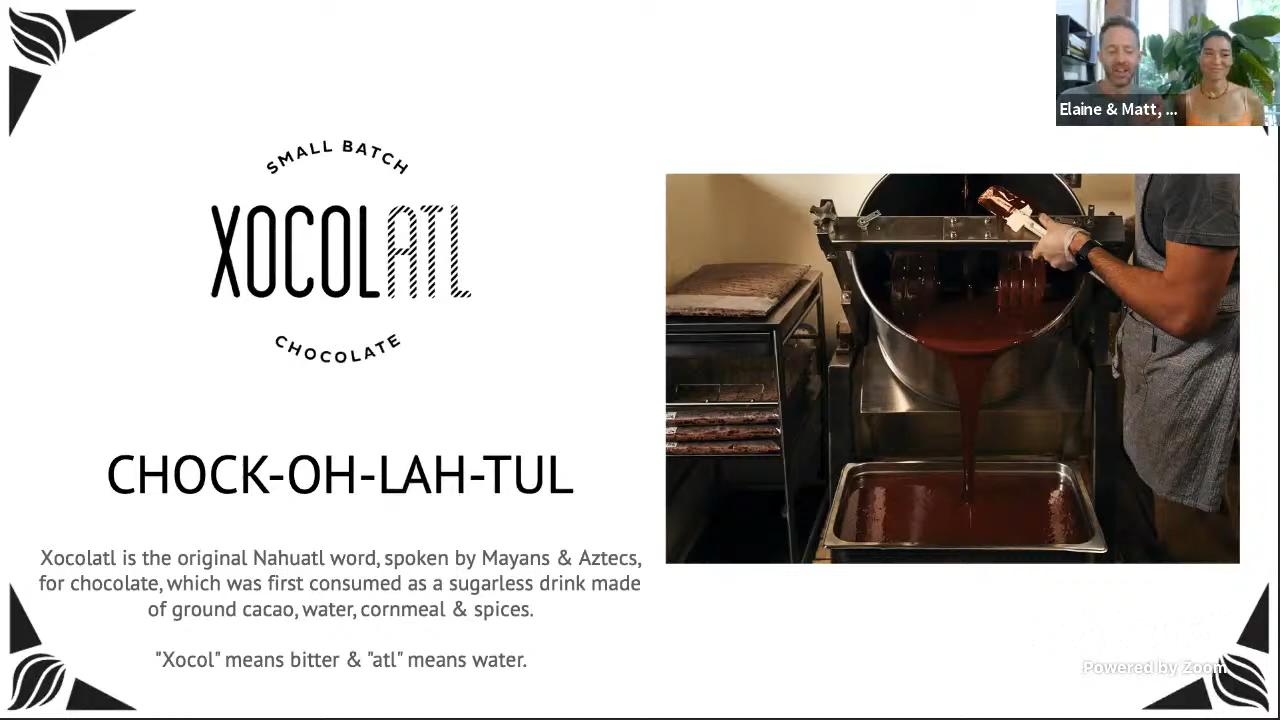 Elaine & Matt, ...
SMALL BATCH
XOCOLATL
CHOCOLATE
CHOCK-OH-LAH-TUL
Xocolatl is the original Nahuatl word, spoken by Mayans & Aztecs,
for chocolate, which was first consumed as a sugarless drink made
of ground cacao, water, cornmeal & spices.
"Xocol" means bitter & "atl" means water.
Powered by Zoom